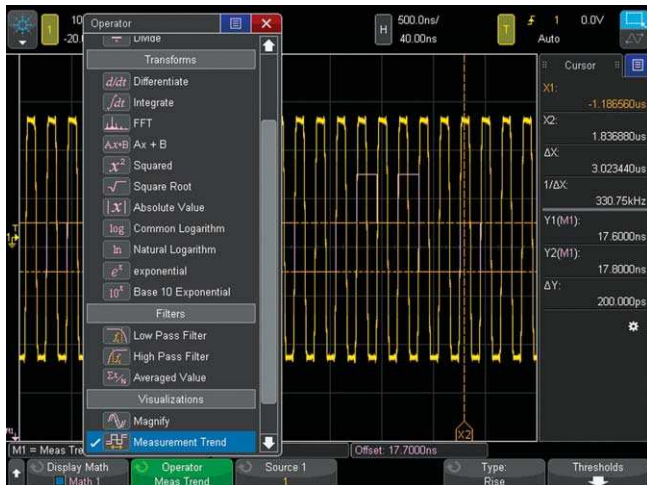 Operator
1
10
-20.
H
500.0ns/
40.00ns
T
1
0.0V
Auto
Divide
Transforms
d/dt Differentiate
∫dt Integrate
FFT
Ax+B Ax + B
x² Squared
√ Square Root
|x| Absolute Value
log Common Logarithm
ln Natural Logarithm
eˣ exponential
10ˣ Base 10 Exponential
Filters
Low Pass Filter
High Pass Filter
Averaged Value
Visualizations
Magnify
Measurement Trend
Cursor
X1:
-1.186560us
X2:
1.836880us
ΔX:
3.023440us
1/ΔX:
330.75kHz
Y1(M1):
17.6000ns
Y2(M1):
17.8000ns
ΔY:
200.000ps
T
1
X2
M1 = Meas Tre
Offset: 17.7000ns
Display Math
Math 1
Operator
Meas Trend
Source 1
1
Type:
Rise
Thresholds